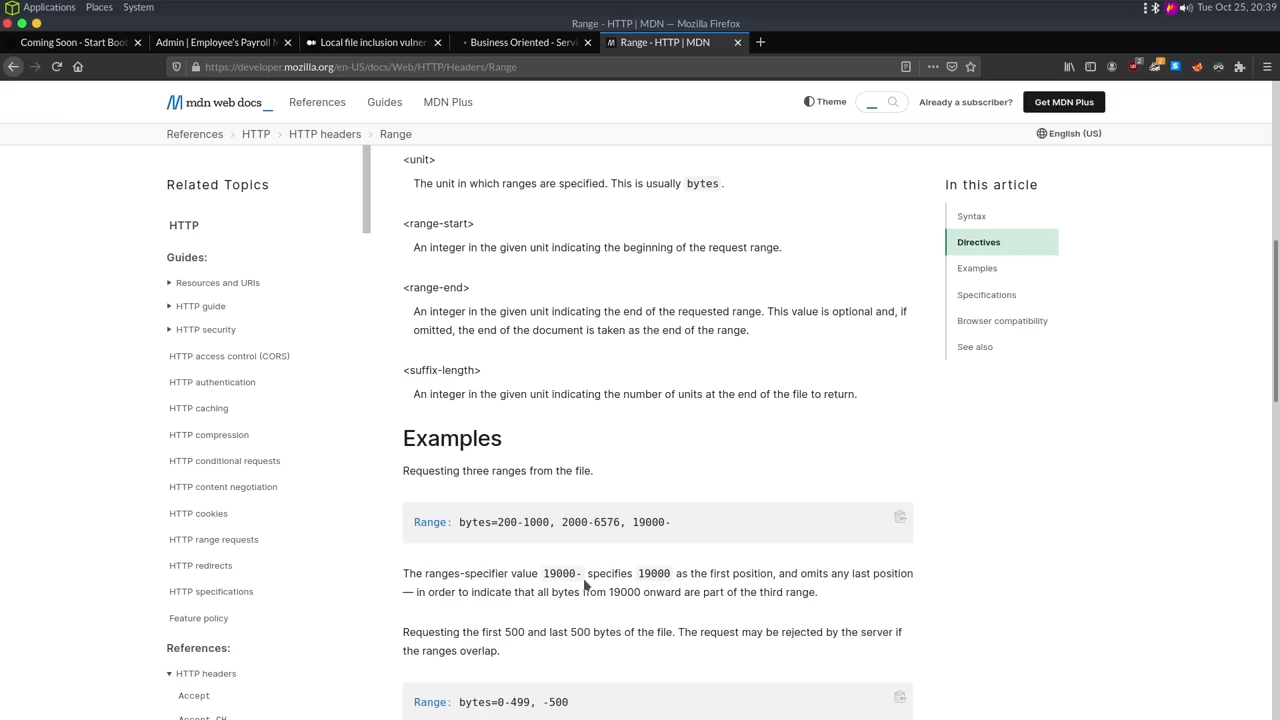 Applications Places System Tue Oct 25, 20:39
Range - HTTP | MDN — Mozilla Firefox
Coming Soon - Start Boot Admin | Employee's Payroll M Local file inclusion vulner Business Oriented - Servi Range - HTTP | MDN
https://developer.mozilla.org/en-US/docs/Web/HTTP/Headers/Range
mdn web docs_ References Guides MDN Plus Theme Already a subscriber? Get MDN Plus
References HTTP HTTP headers Range English (US)
Related Topics
HTTP
Guides:
Resources and URIs
HTTP guide
HTTP security
HTTP access control (CORS)
HTTP authentication
HTTP caching
HTTP compression
HTTP conditional requests
HTTP content negotiation
HTTP cookies
HTTP range requests
HTTP redirects
HTTP specifications
Feature policy
References:
HTTP headers
Accept
Accept-CH
<unit>
The unit in which ranges are specified. This is usually bytes.
<range-start>
An integer in the given unit indicating the beginning of the request range.
<range-end>
An integer in the given unit indicating the end of the requested range. This value is optional and, if
omitted, the end of the document is taken as the end of the range.
<suffix-length>
An integer in the given unit indicating the number of units at the end of the file to return.
Examples
Requesting three ranges from the file.
Range: bytes=200-1000, 2000-6576, 19000-
The ranges-specifier value 19000- specifies 19000 as the first position, and omits any last position
— in order to indicate that all bytes from 19000 onward are part of the third range.
Requesting the first 500 and last 500 bytes of the file. The request may be rejected by the server if
the ranges overlap.
Range: bytes=0-499, -500
In this article
Syntax
Directives
Examples
Specifications
Browser compatibility
See also